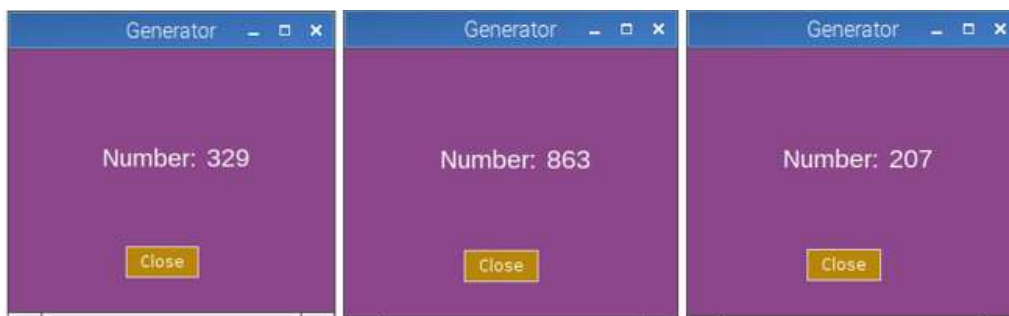 Generator
Number: 329
Close
Generator
Number: 863
Close
Generator
Number: 207
Close